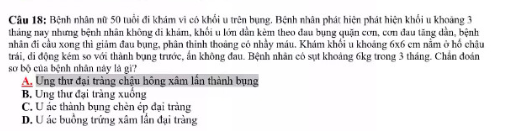 Câu 18: Bệnh nhân nữ 50 tuổi đi khám vì có khối u trên bụng. Bệnh nhân phát hiện phát hiện khối u khoảng 3
tháng nay nhưng bệnh nhân không đi khám, khối u lớn dần kèm theo đau bụng quặn cơn, cơn đau tăng dần, bệnh
nhân đi cầu xong thì giảm đau bụng, phân thỉnh thoảng có nhầy máu. Khám khối u khoảng 6x6 cm nằm ở hố chậu
trái, di động kém so với thành bụng trước, ấn không đau. Bệnh nhân có sụt khoảng 6kg trong 3 tháng. Chẩn đoán
sơ bộ của bệnh nhân này là gì?
A. Ung thư đại tràng chậu hông xâm lấn thành bụng
B. Ung thư đại tràng xuống
C. U ác thành bụng chèn ép đại tràng
D. U ác buồng trứng xâm lấn đại tràng